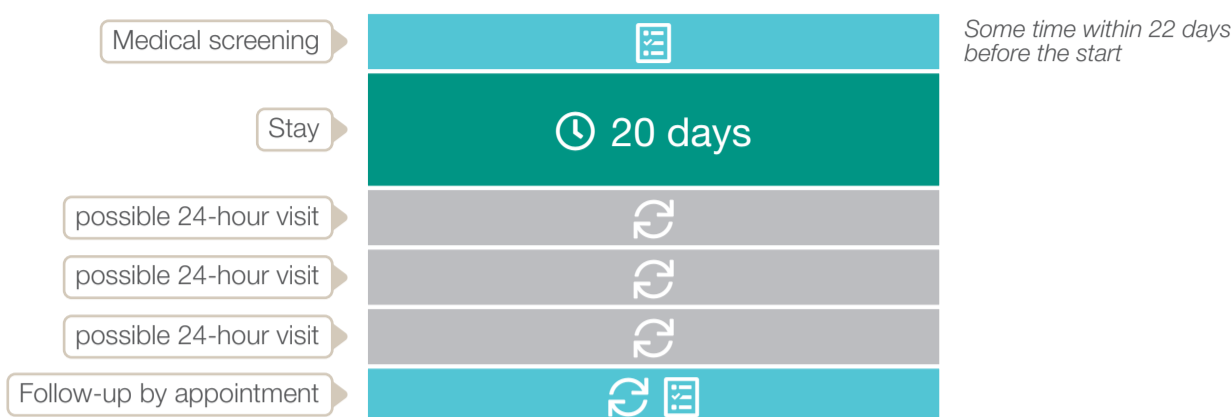 Medical screening
Some time within 22 days
before the start
Stay
20 days
possible 24-hour visit
possible 24-hour visit
possible 24-hour visit
Follow-up by appointment